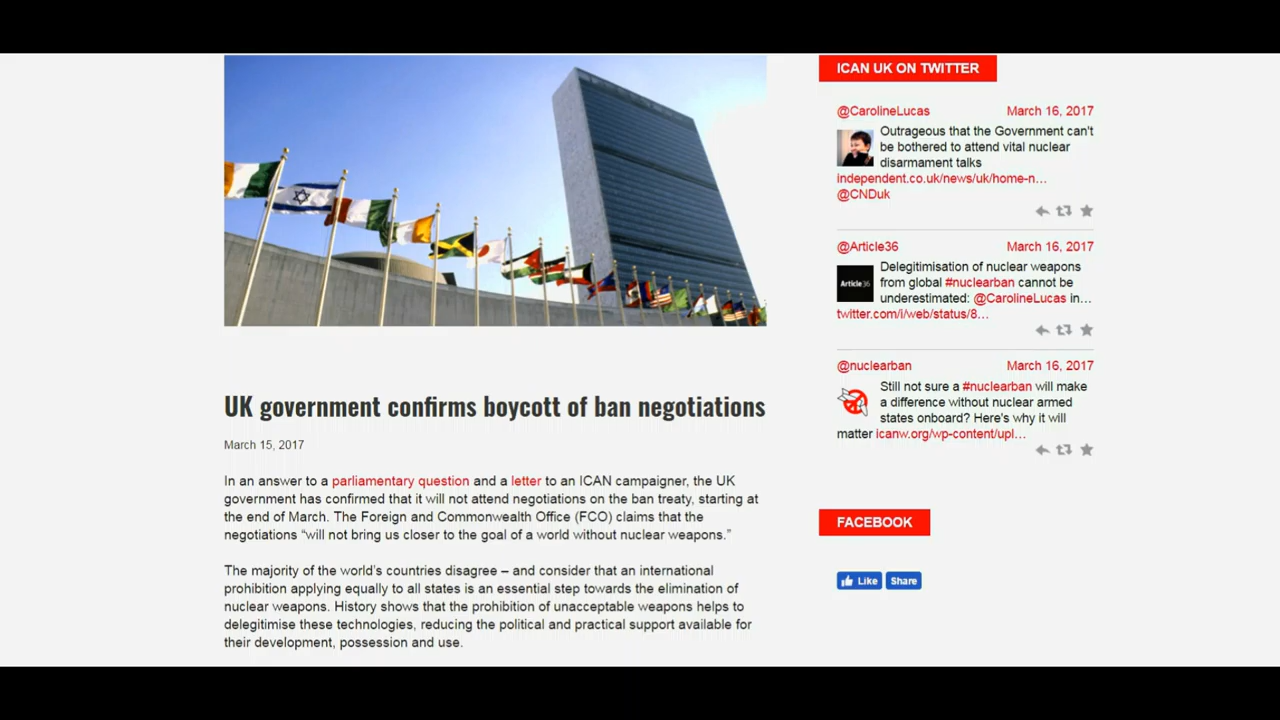 UK government confirms boycott of ban negotiations
March 15, 2017
In an answer to a parliamentary question and a letter to an ICAN campaigner, the UK
government has confirmed that it will not attend negotiations on the ban treaty, starting at
the end of March. The Foreign and Commonwealth Office (FCO) claims that the
negotiations “will not bring us closer to the goal of a world without nuclear weapons.”
The majority of the world’s countries disagree – and consider that an international
prohibition applying equally to all states is an essential step towards the elimination of
nuclear weapons. History shows that the prohibition of unacceptable weapons helps to
delegitimise these technologies, reducing the political and practical support available for
their development, possession and use.
ICAN UK ON TWITTER
@CarolineLucas March 16, 2017
Outrageous that the Government can't
be bothered to attend vital nuclear
disarmament talks
independent.co.uk/news/uk/home-n…
@CNDuk
@Article36 March 16, 2017
Article36
Delegitimisation of nuclear weapons
from global #nuclearban cannot be
underestimated: @CarolineLucas in…
twitter.com/i/web/status/8…
@nuclearban March 16, 2017
Still not sure a #nuclearban will make
a difference without nuclear armed
states onboard? Here's why it will
matter icanw.org/wp-content/upl…
FACEBOOK
Like Share